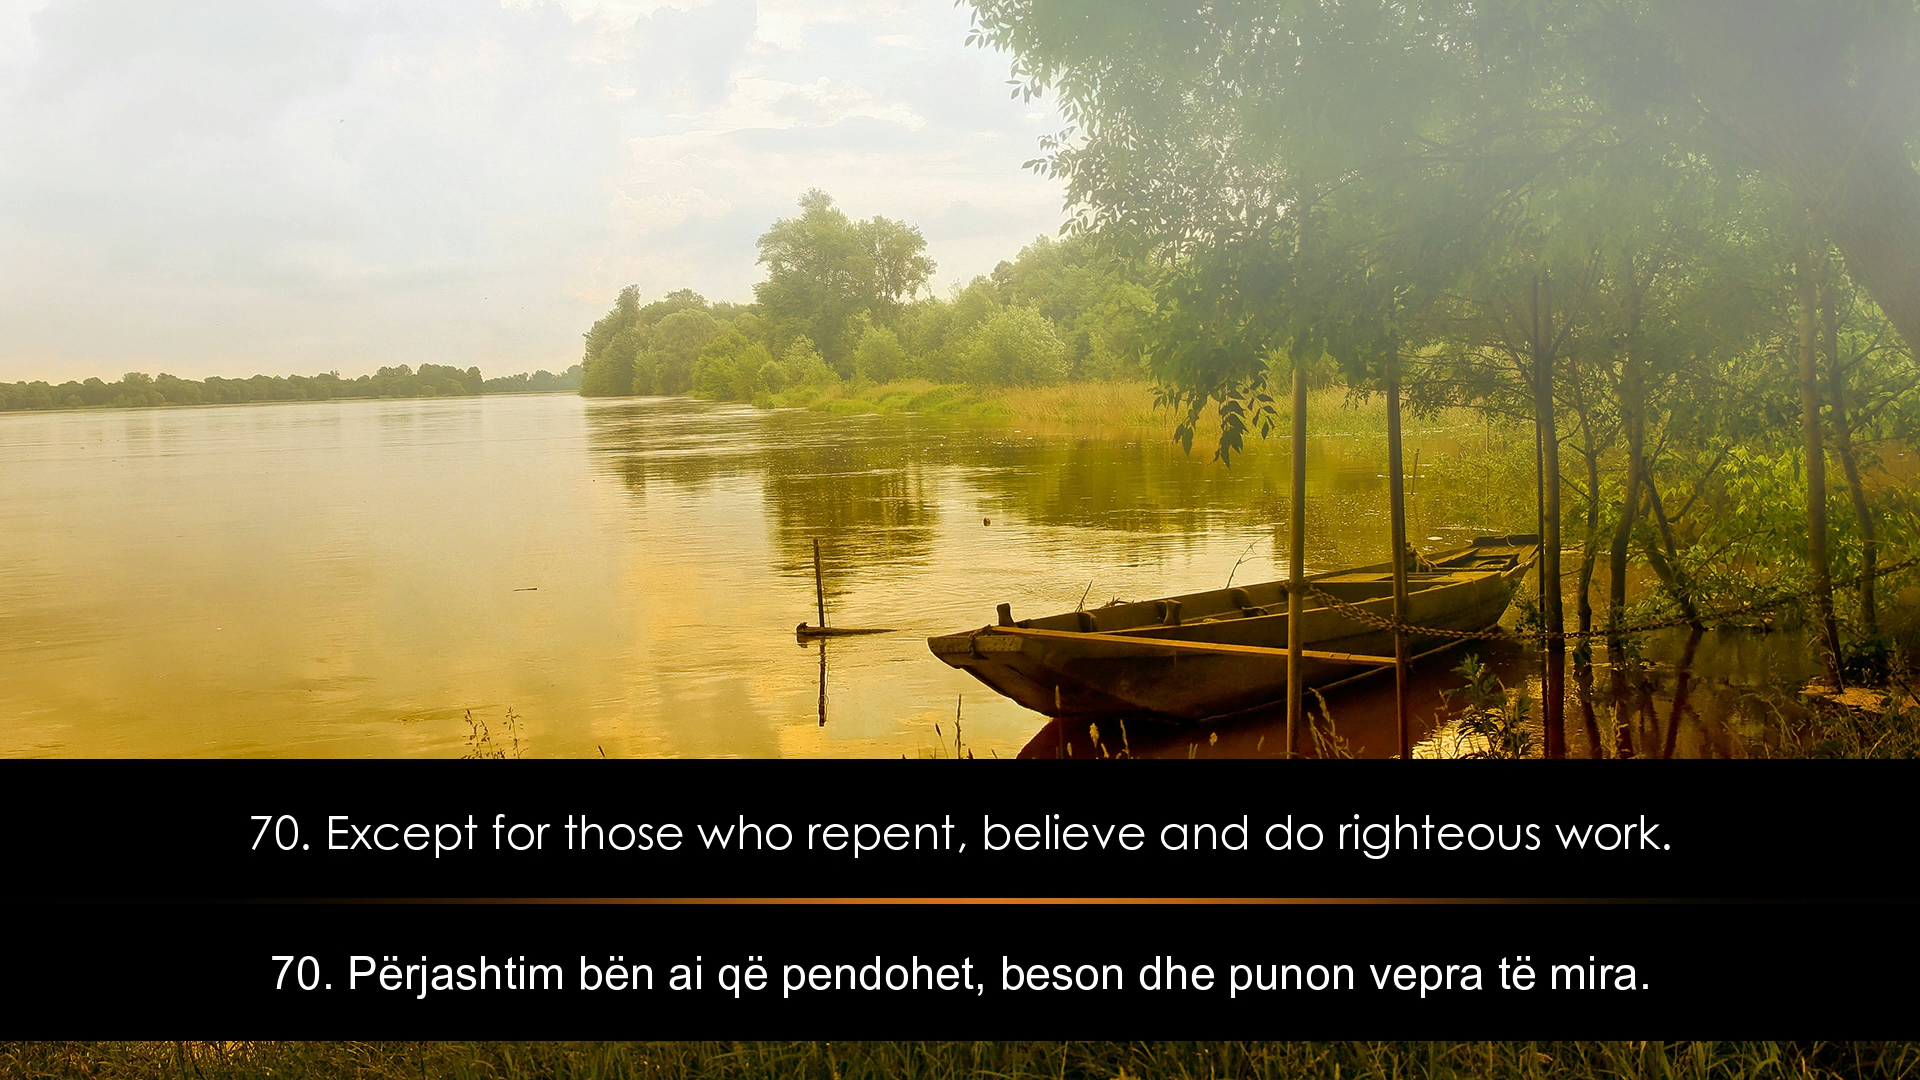 70. Except for those who repent, believe and do righteous work.
70. Përjashtim bën ai që pendohet, beson dhe punon vepra të mira.